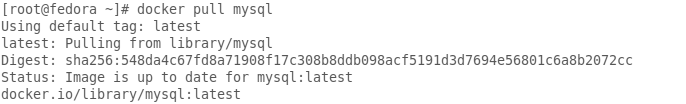 [root@fedora ~]# docker pull mysql
Using default tag: latest
latest: Pulling from library/mysql
Digest: sha256:548da4c67fd8a71908f17c308b8ddb098acf5191d3d7694e56801c6a8b2072cc
Status: Image is up to date for mysql:latest
docker.io/library/mysql:latest